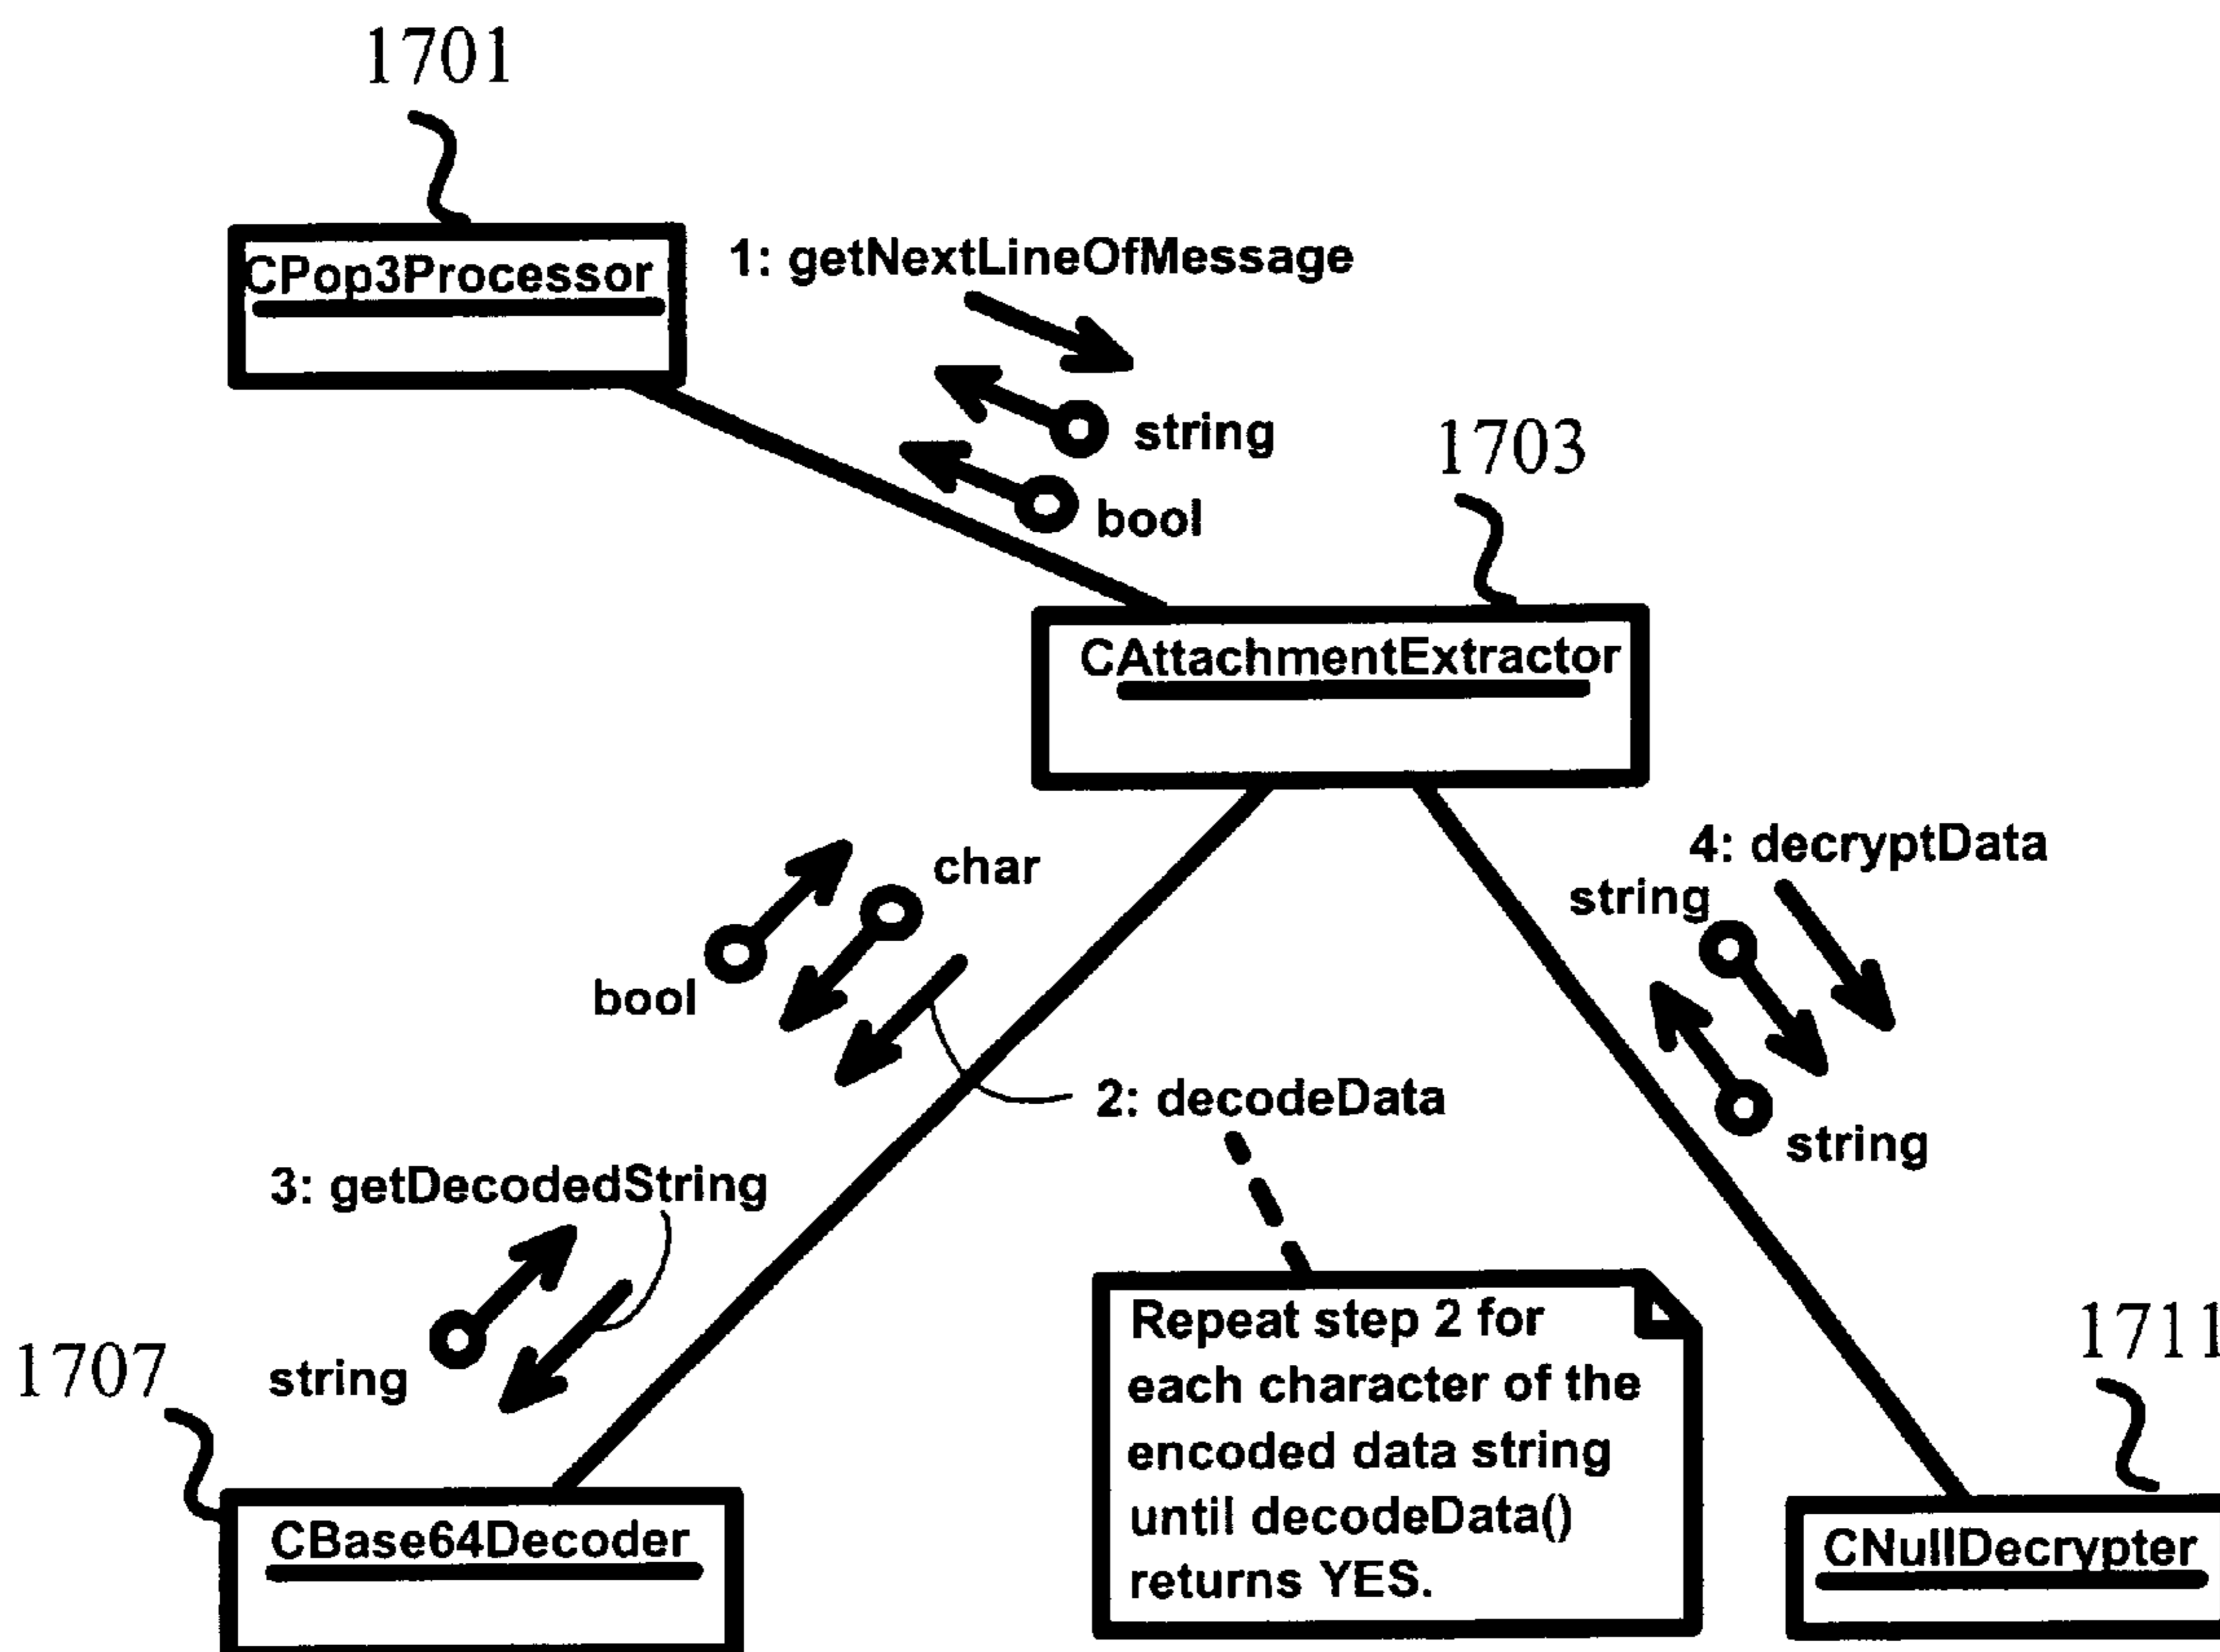 1701
CPop3Processor
1: getNextLineOfMessage
string
bool
1703
CAttachmentExtractor
char
bool
2: decodeData
4: decryptData
string
string
3: getDecodedString
string
1707
CBase64Decoder
Repeat step 2 for
each character of the
encoded data string
until decodeData()
returns YES.
1711
CNullDecrypter